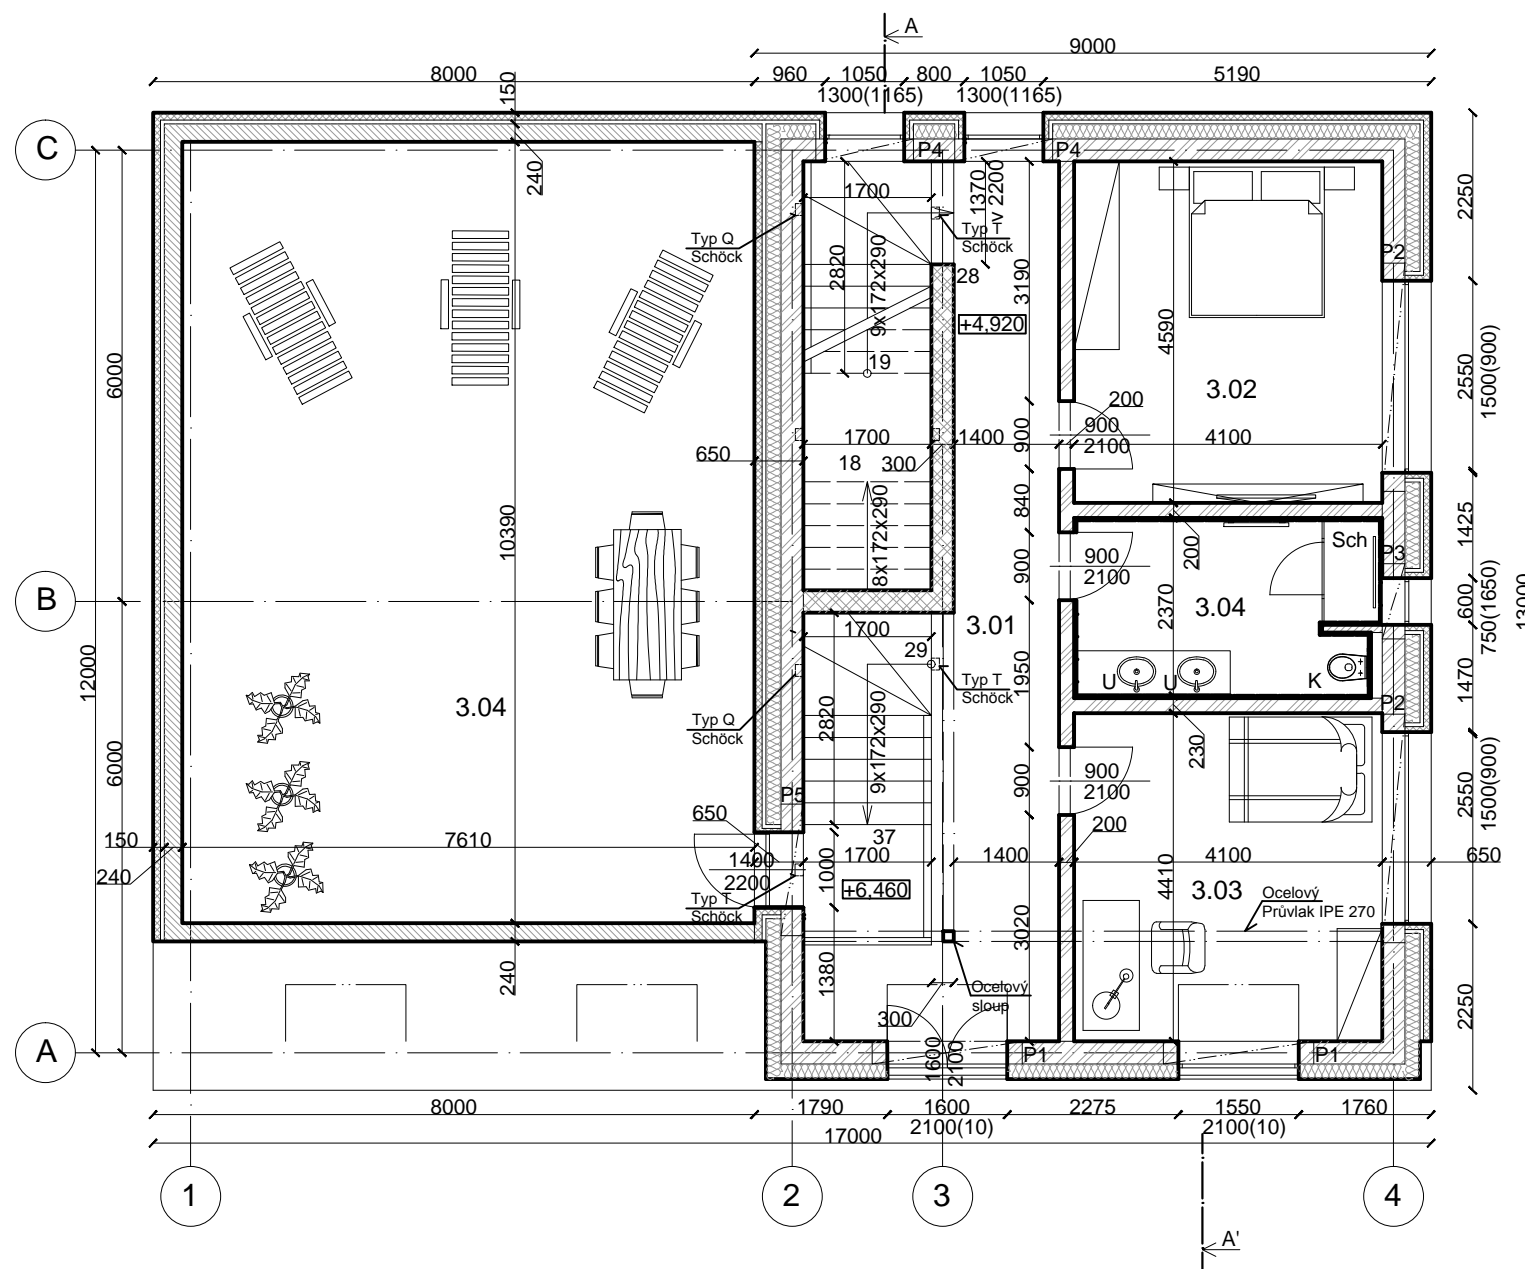 A
9000
8000
960
1050
800
1050
5190
1300(1165)
1300(1165)
150
C
P4
P4
240
1700
1370
v 2200
2250
Typ Q
Schöck
Typ T
Schöck
P2
2820
9x172x290
28
3190
+4,920
4590
6000
19
3.02
2550
1500(900)
200
900
2100
650
1700
1400
900
4100
18
300
10390
8x172x290
840
1425
200
Sch
P3
900
2100
900
B
2370
3.04
600
750(1650)
13000
3.01
1700
29
1950
12000
Typ T
Schöck
U
U
K
1470
P2
3.04
Typ Q
Schöck
2820
9x172x290
230
6000
900
2100
900
2550
1500(900)
P5
650
200
37
150
7610
1400
2200
1700
1000
1400
4100
650
240
+6,460
4410
3.03
Typ T
Schöck
Ocelový
Průvlak IPE 270
3020
240
1380
Ocelový
sloup
300
2250
A
1600
2100
P1
P1
8000
1790
1600
2275
1550
1760
2100(10)
2100(10)
17000
1
2
3
4
A'